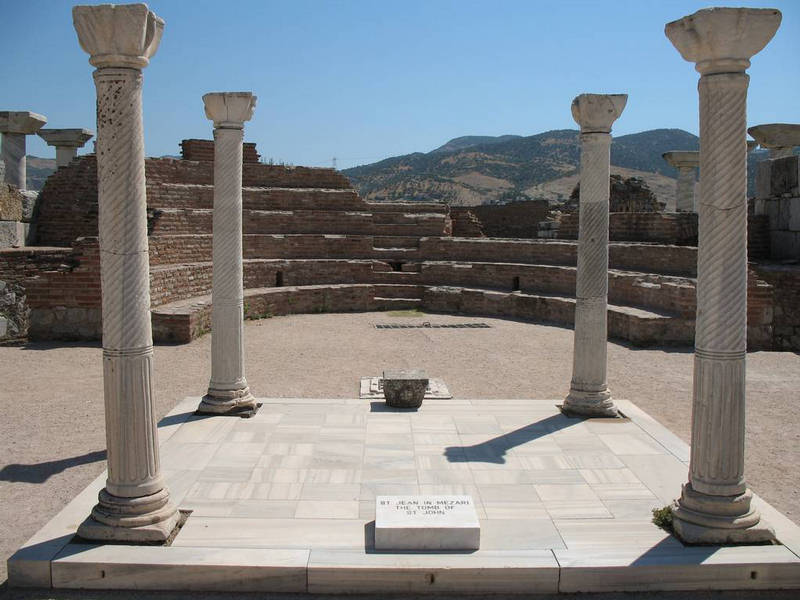 ST JEAN IN MEZARI
THE TOMB OF
ST JOHN